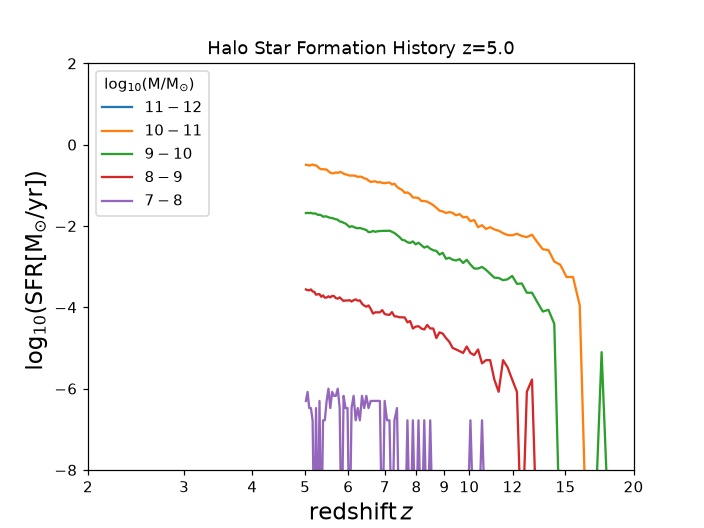 Halo Star Formation History z=5.0
log₁₀(SFR[M⊙/yr])
2
0
−2
−4
−6
−8
log₁₀(M/M⊙)
11 − 12
10 − 11
9 − 10
8 − 9
7 − 8
2 3 4 5 6 7 8 9 10 12 15 20
redshift z